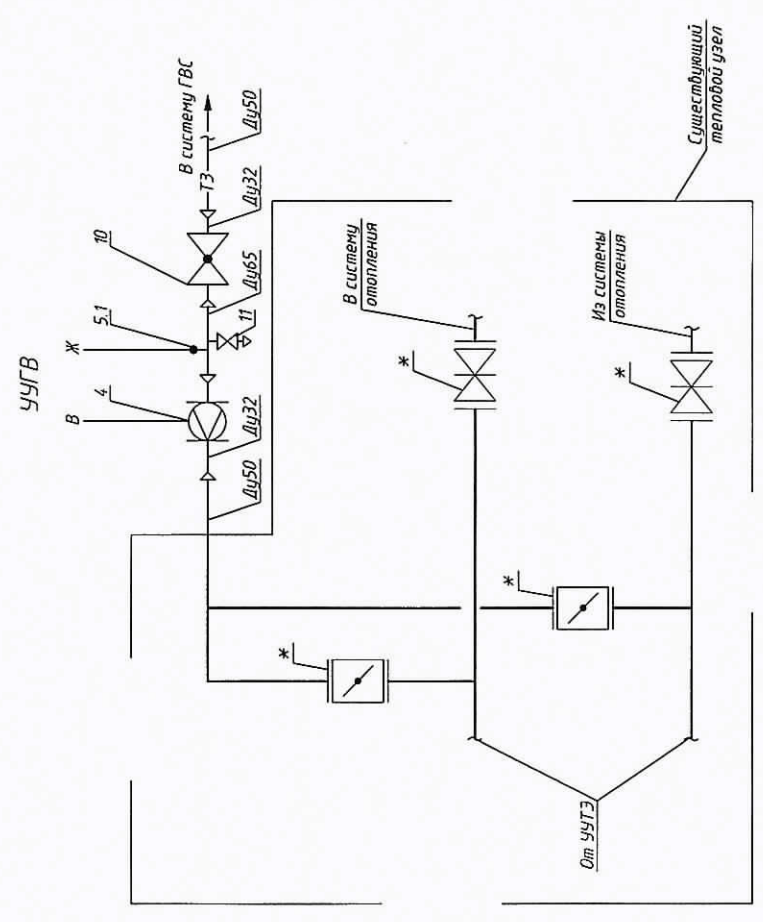 УУГВ
В
Ж
4
5.1
10
11
Ду50
Ду32
Ду65
Ду32
Ду50
Т3
В систему ГВС
*
*
*
*
В систему
отопления
Из системы
отопления
От УУТЭ
Существующий
тепловой узел